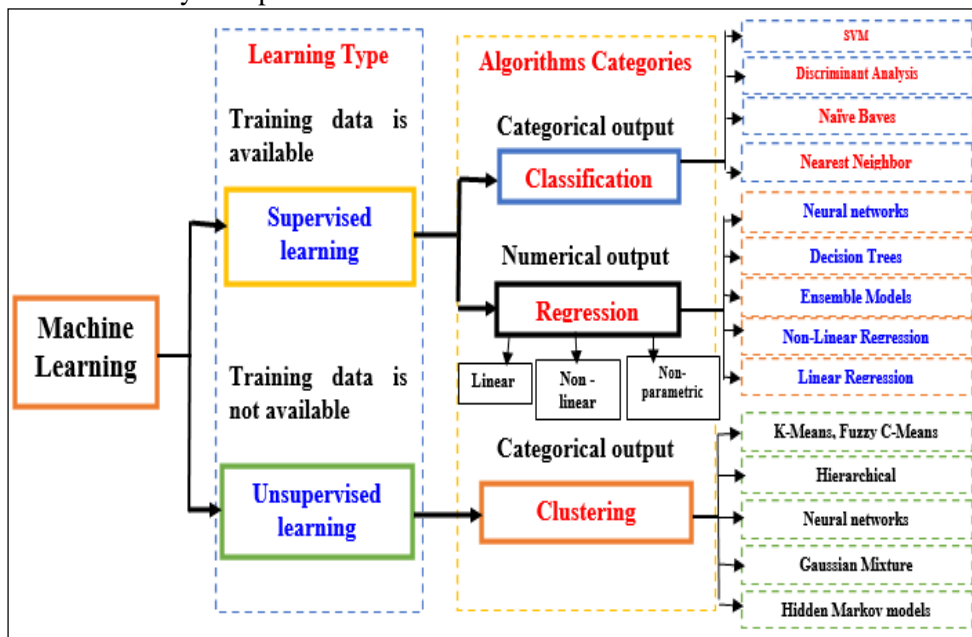 Learning Type
Training data is
available
Supervised
learning
Training data is
not available
Unsupervised
learning
Machine
Learning
Algorithms Categories
Categorical output
Classification
Numerical output
Regression
Linear
Non -
linear
Non-
parametric
Categorical output
Clustering
SVM
Discriminant Analysis
Naïve Baves
Nearest Neighbor
Neural networks
Decision Trees
Ensemble Models
Non-Linear Regression
Linear Regression
K-Means, Fuzzy C-Means
Hierarchical
Neural networks
Gaussian Mixture
Hidden Markov models